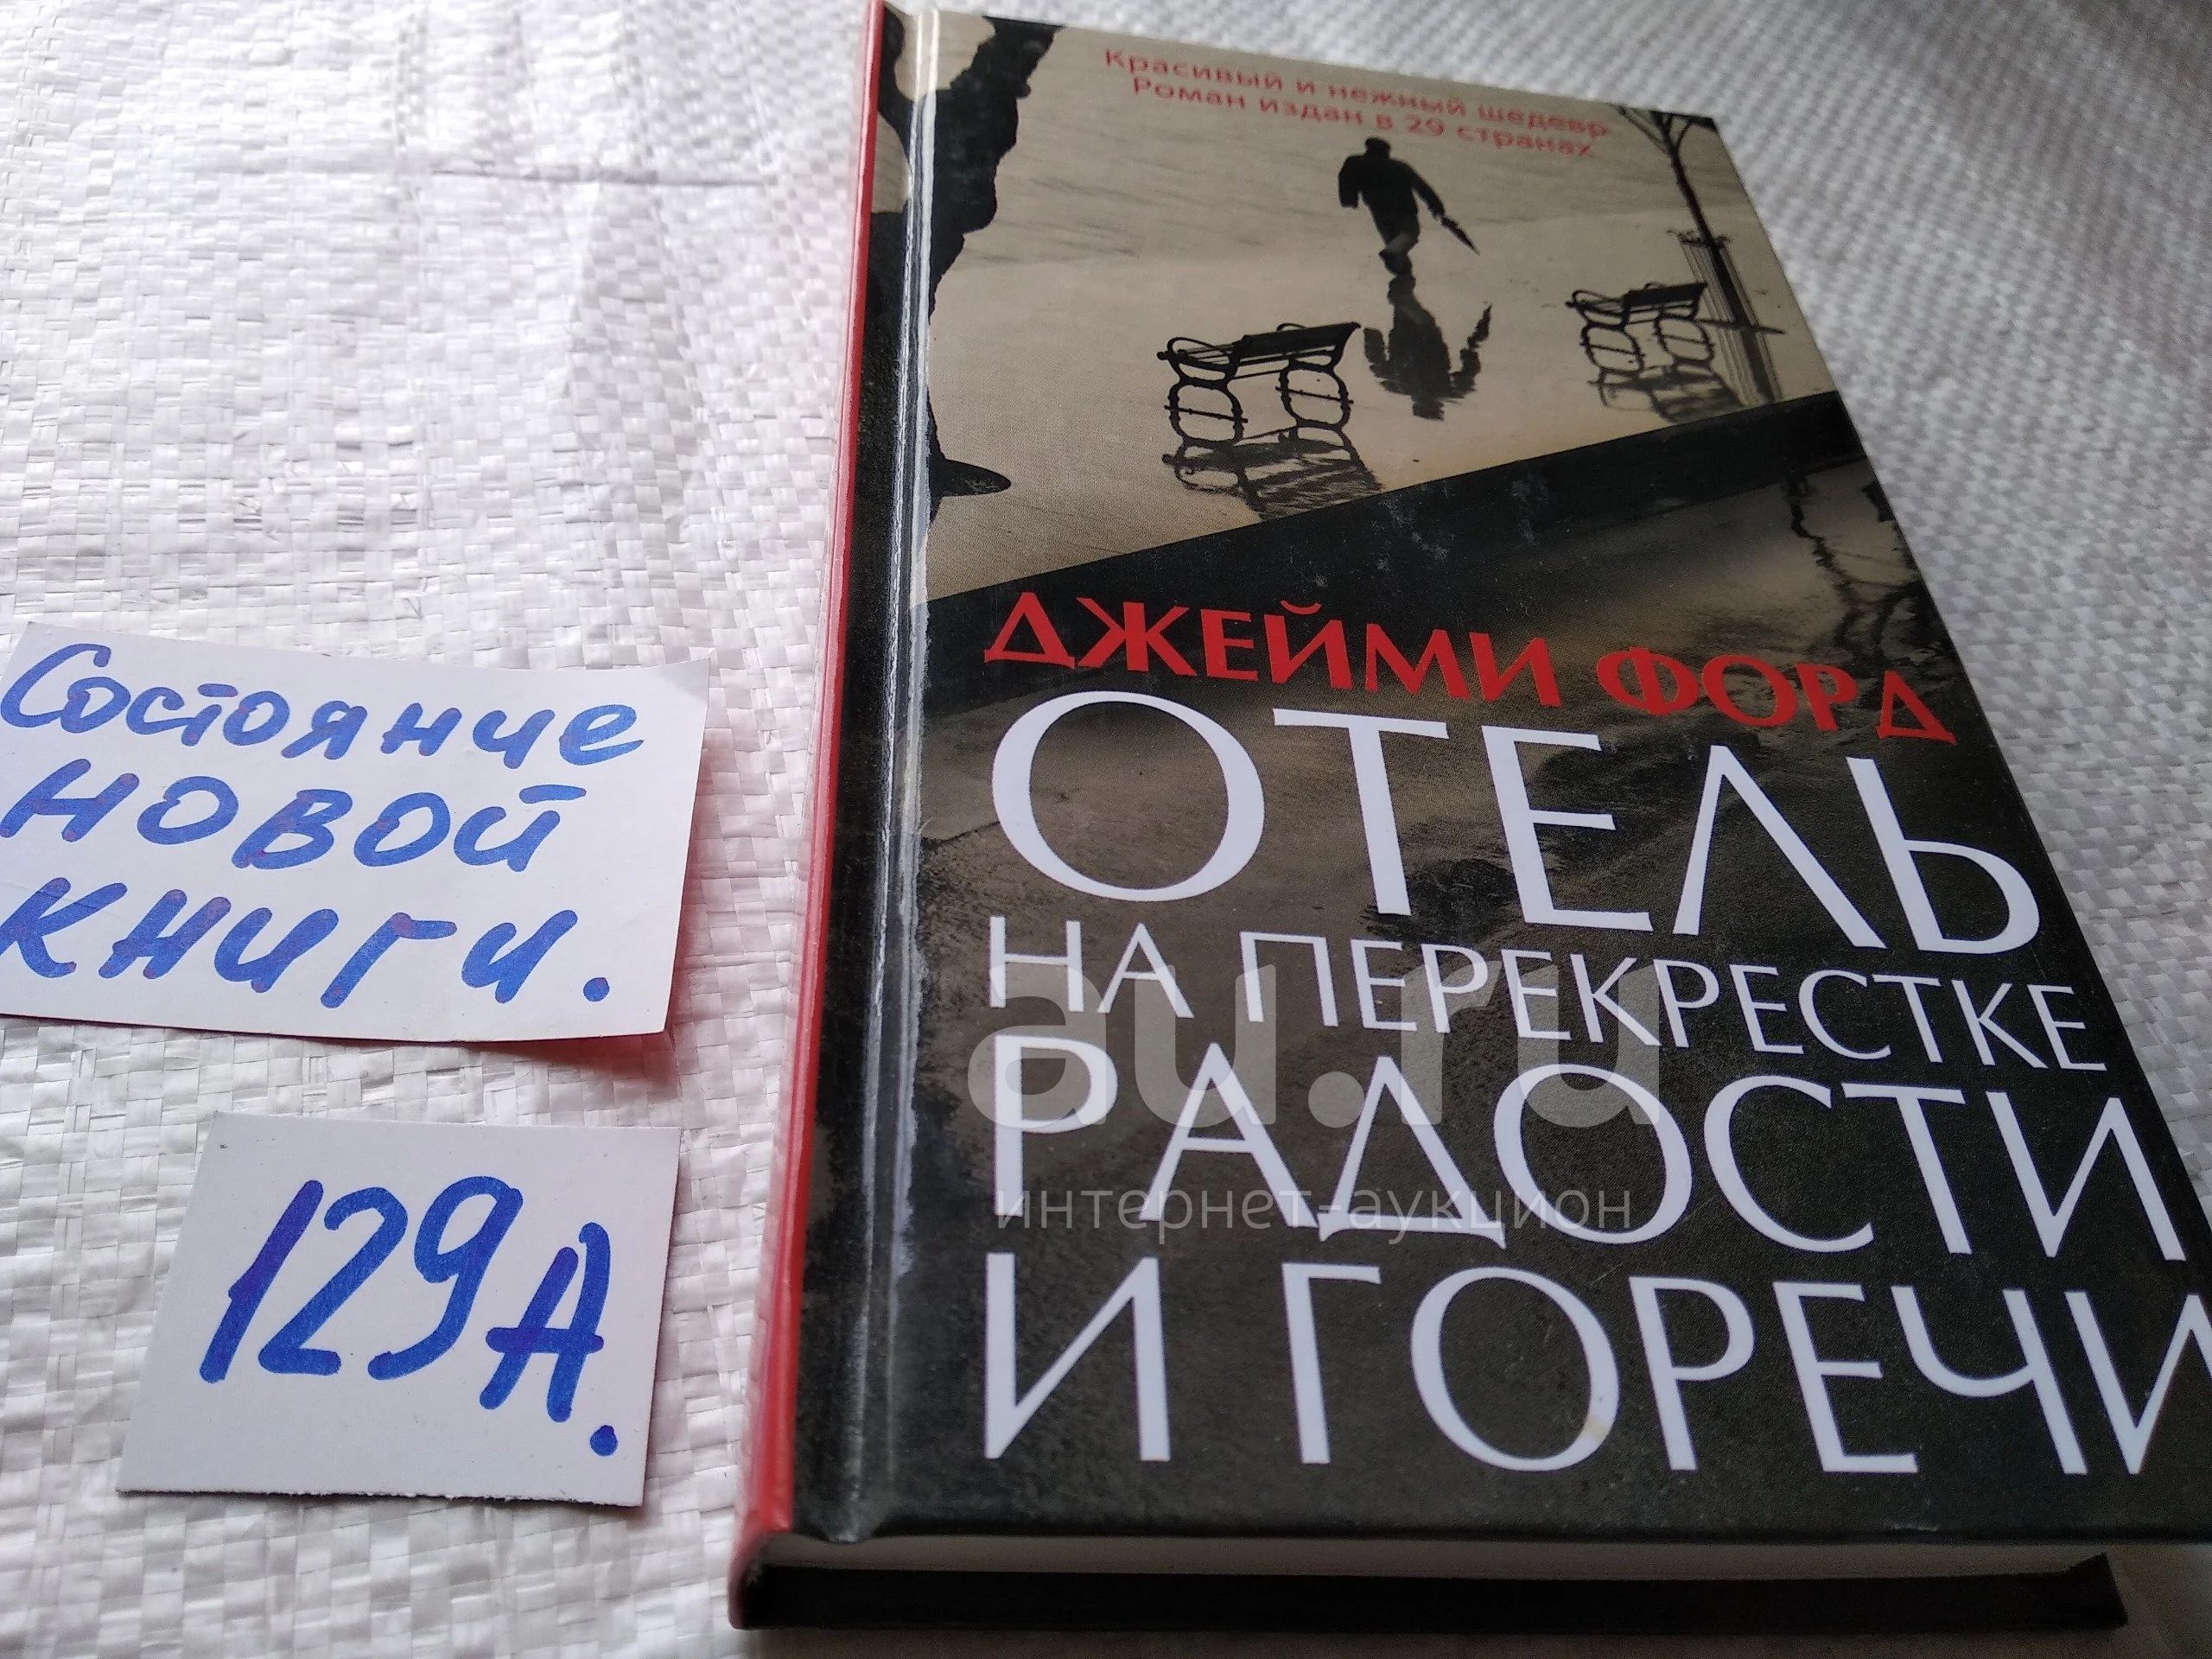 Красивый и нежный шедевр
Роман издан в 29 странах
ДЖЕЙМИ ФОРД
ОТЕЛЬ
НА ПЕРЕКРЕСТКЕ
РАДОСТИ
И ГОРЕЧИ
Состояние
новой
книги.
129А.
au.ru
интернет-аукцион